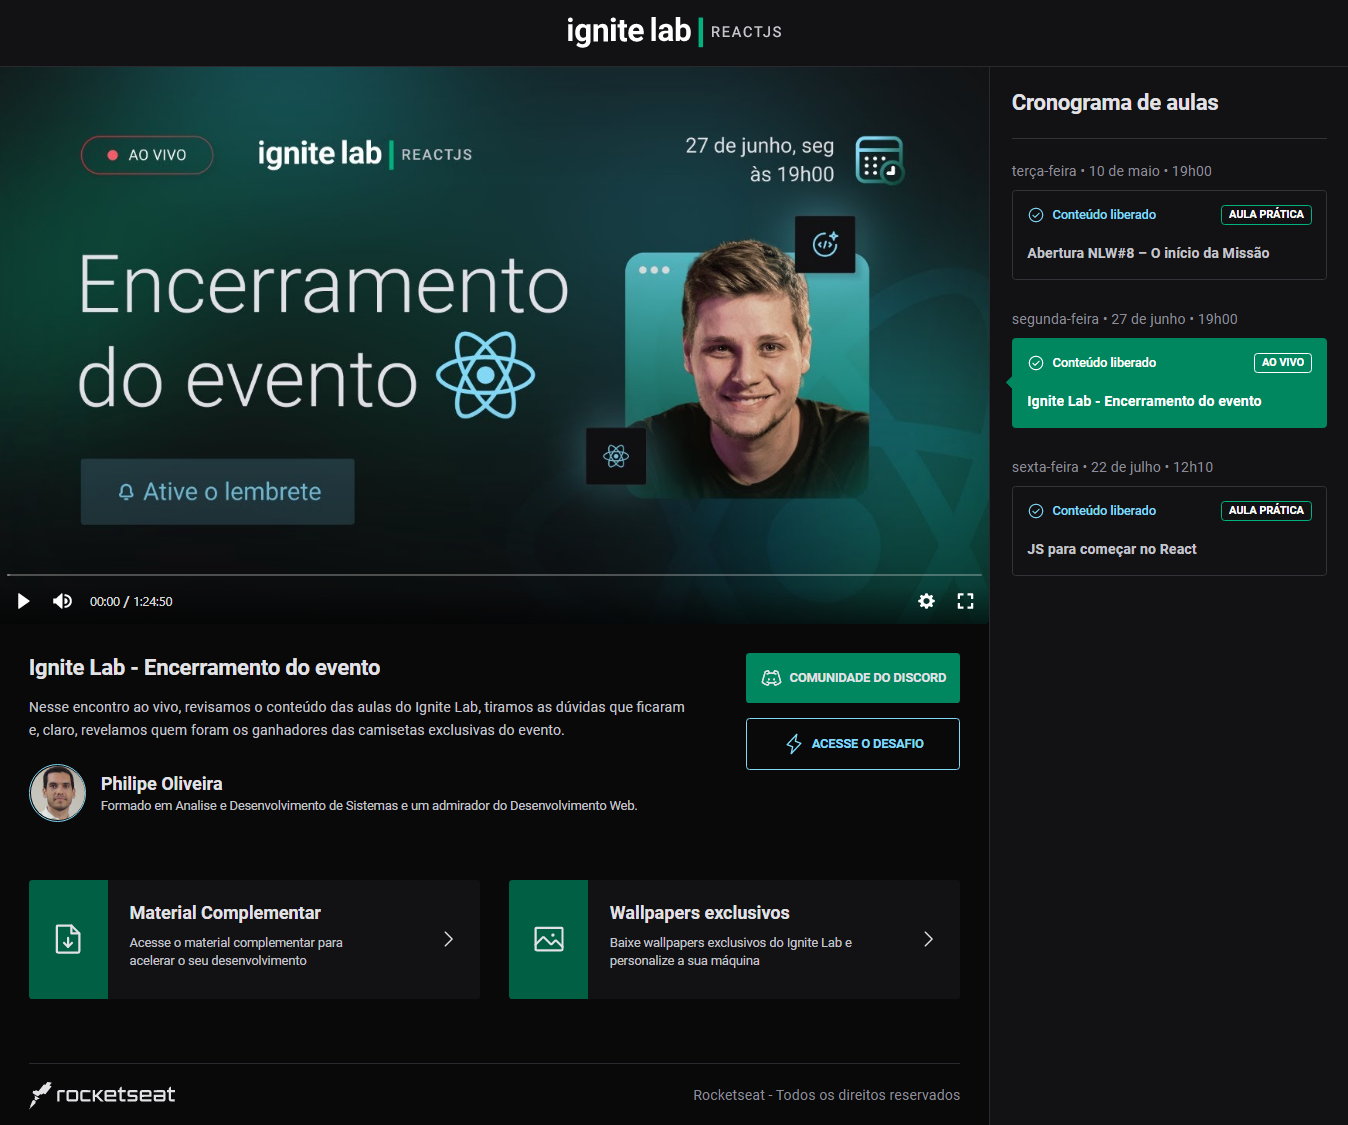 ignite lab | REACTJS
AO VIVO
ignite lab | REACTJS
27 de junho, seg
às 19h00
Encerramento
do evento
Ative o lembrete
00:00 / 1:24:50
Ignite Lab - Encerramento do evento
Nesse encontro ao vivo, revisamos o conteúdo das aulas do Ignite Lab, tiramos as dúvidas que ficaram
e, claro, revelamos quem foram os ganhadores das camisetas exclusivas do evento.
COMUNIDADE DO DISCORD
ACESSE O DESAFIO
Philipe Oliveira
Formado em Analise e Desenvolvimento de Sistemas e um admirador do Desenvolvimento Web.
Material Complementar
Acesse o material complementar para
acelerar o seu desenvolvimento
Wallpapers exclusivos
Baixe wallpapers exclusivos do Ignite Lab e
personalize a sua máquina
Cronograma de aulas
terça-feira • 10 de maio • 19h00
Conteúdo liberado
AULA PRÁTICA
Abertura NLW#8 – O início da Missão
segunda-feira • 27 de junho • 19h00
Conteúdo liberado
AO VIVO
Ignite Lab - Encerramento do evento
sexta-feira • 22 de julho • 12h10
Conteúdo liberado
AULA PRÁTICA
JS para começar no React
rocketseat
Rocketseat - Todos os direitos reservados